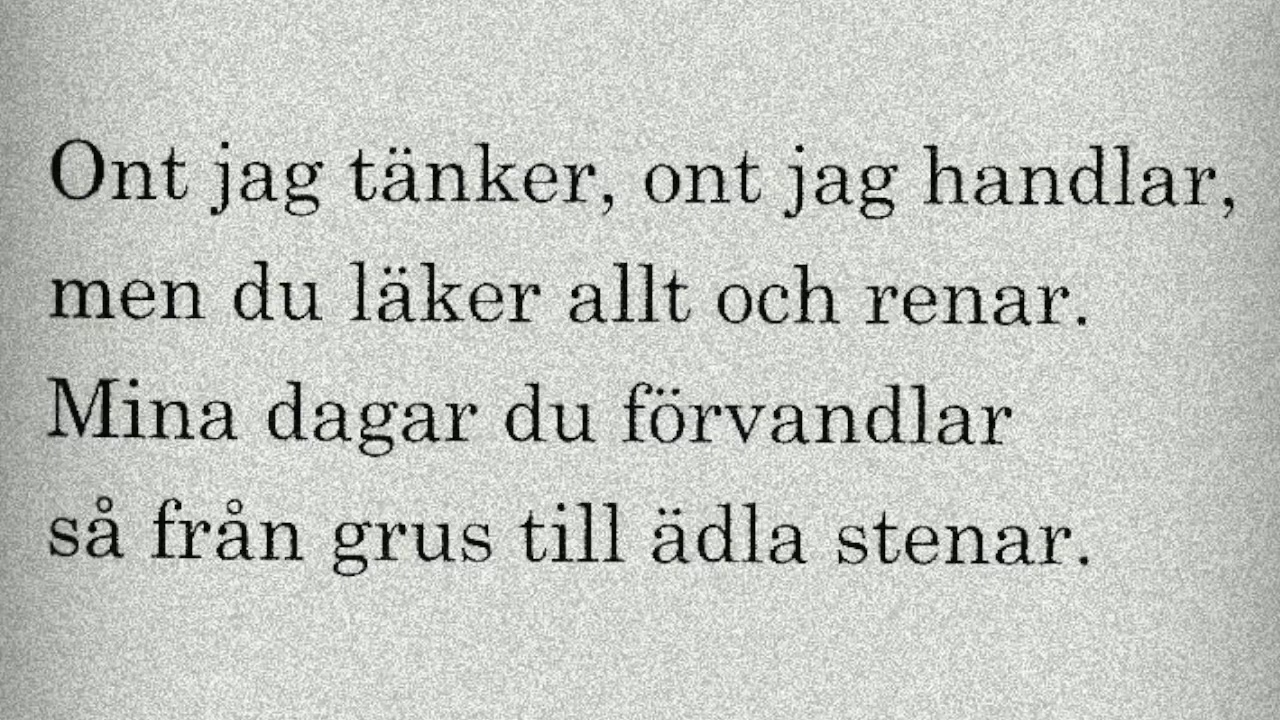 Ont jag tänker, ont jag handlar,
men du läker allt och renar.
Mina dagar du förvandlar
så från grus till ädla stenar.